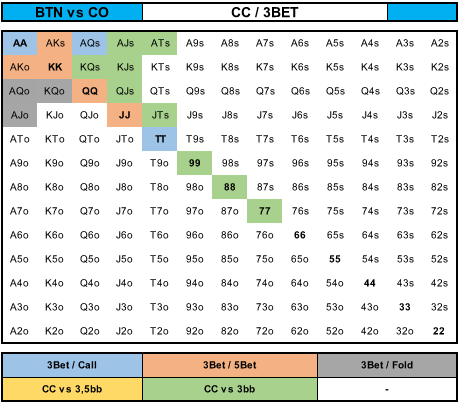 BTN vs CO CC / 3BET
AA AKs AQs AJs ATs A9s A8s A7s A6s A5s A4s A3s A2s
AKo KK KQs KJs KTs K9s K8s K7s K6s K5s K4s K3s K2s
AQo KQo QQ QJs QTs Q9s Q8s Q7s Q6s Q5s Q4s Q3s Q2s
AJo KJo QJo JJ JTs J9s J8s J7s J6s J5s J4s J3s J2s
ATo KTo QTo JTo TT T9s T8s T7s T6s T5s T4s T3s T2s
A9o K9o Q9o J9o T9o 99 98s 97s 96s 95s 94s 93s 92s
A8o K8o Q8o J8o T8o 98o 88 87s 86s 85s 84s 83s 82s
A7o K7o Q7o J7o T7o 97o 87o 77 76s 75s 74s 73s 72s
A6o K6o Q6o J6o T6o 96o 86o 76o 66 65s 64s 63s 62s
A5o K5o Q5o J5o T5o 95o 85o 75o 65o 55 54s 53s 52s
A4o K4o Q4o J4o T4o 94o 84o 74o 64o 54o 44 43s 42s
A3o K3o Q3o J3o T3o 93o 83o 73o 63o 53o 43o 33 32s
A2o K2o Q2o J2o T2o 92o 82o 72o 62o 52o 42o 32o 22
3Bet / Call 3Bet / 5Bet 3Bet / Fold
CC vs 3,5bb CC vs 3bb -